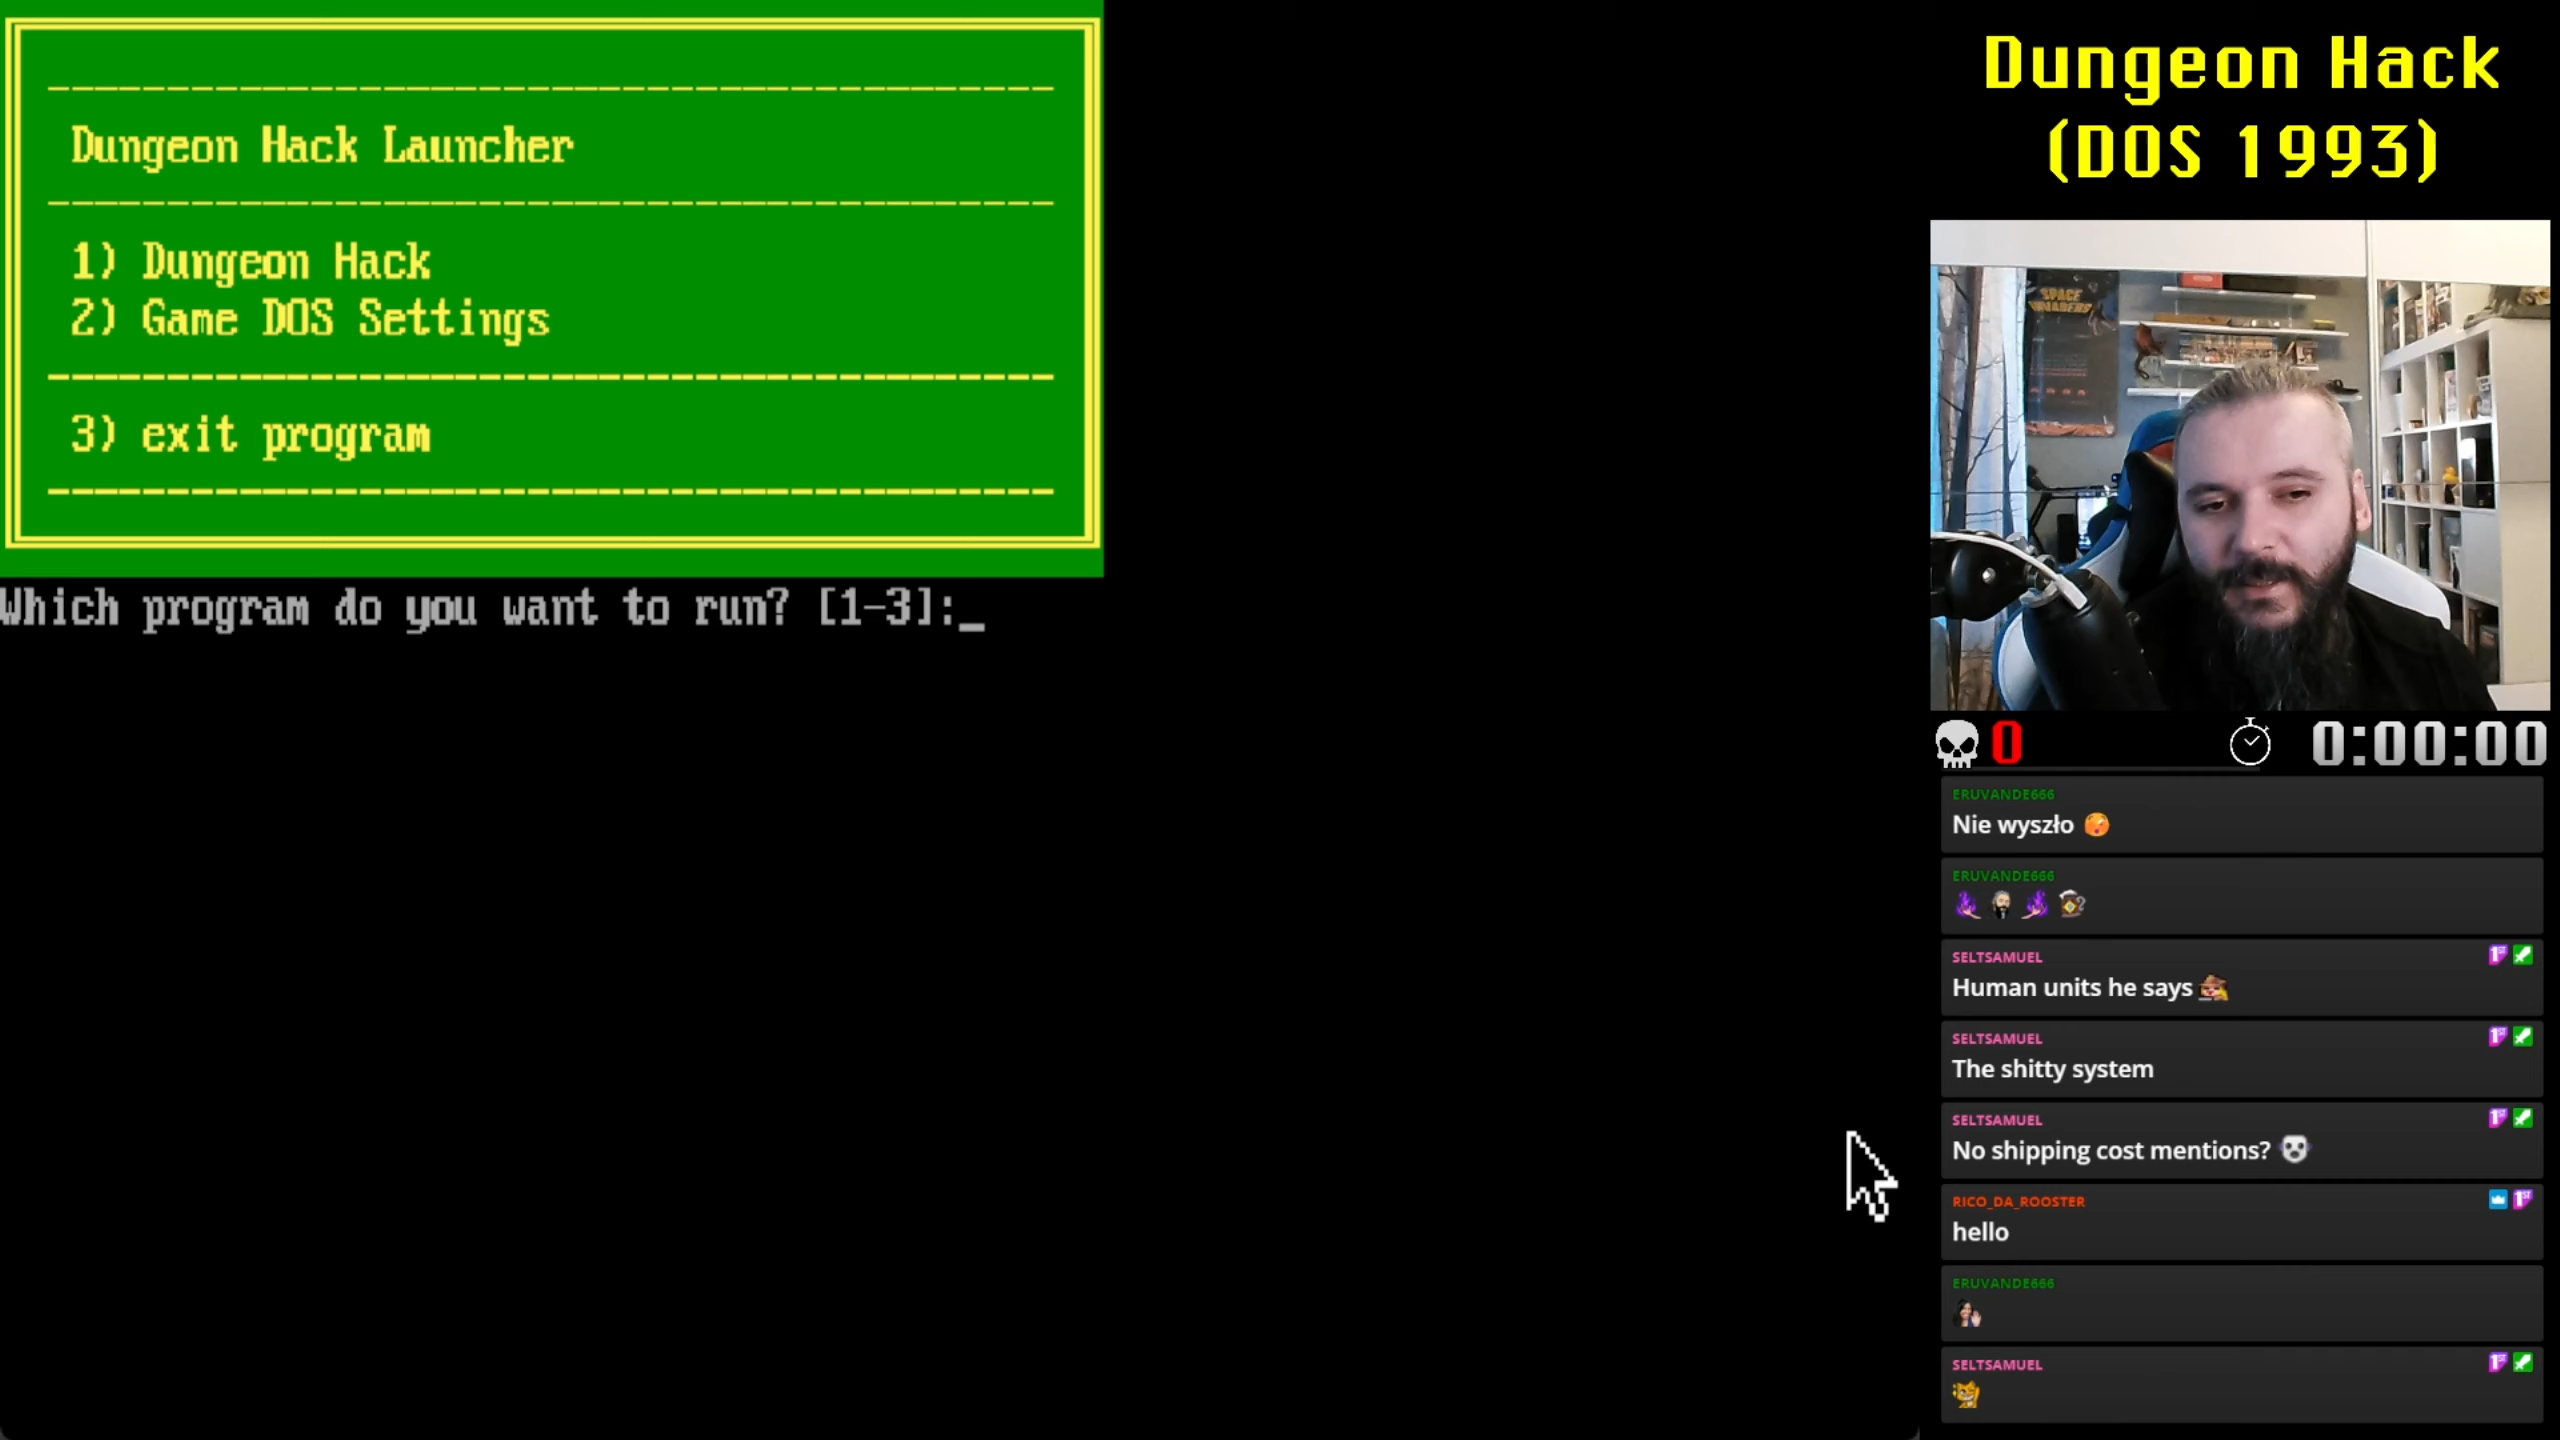 Dungeon Hack Launcher
1) Dungeon Hack
2) Game DOS Settings
3) exit program
Which program do you want to run? [1-3]:_
Dungeon Hack
(DOS 1993)
SPACE
INVADERS
0
0:00:00
ERUVANDE666
Nie wyszło
ERUVANDE666
SELTSAMUEL
Human units he says
SELTSAMUEL
The shitty system
SELTSAMUEL
No shipping cost mentions?
RICO_DA_ROOSTER
hello
ERUVANDE666
SELTSAMUEL